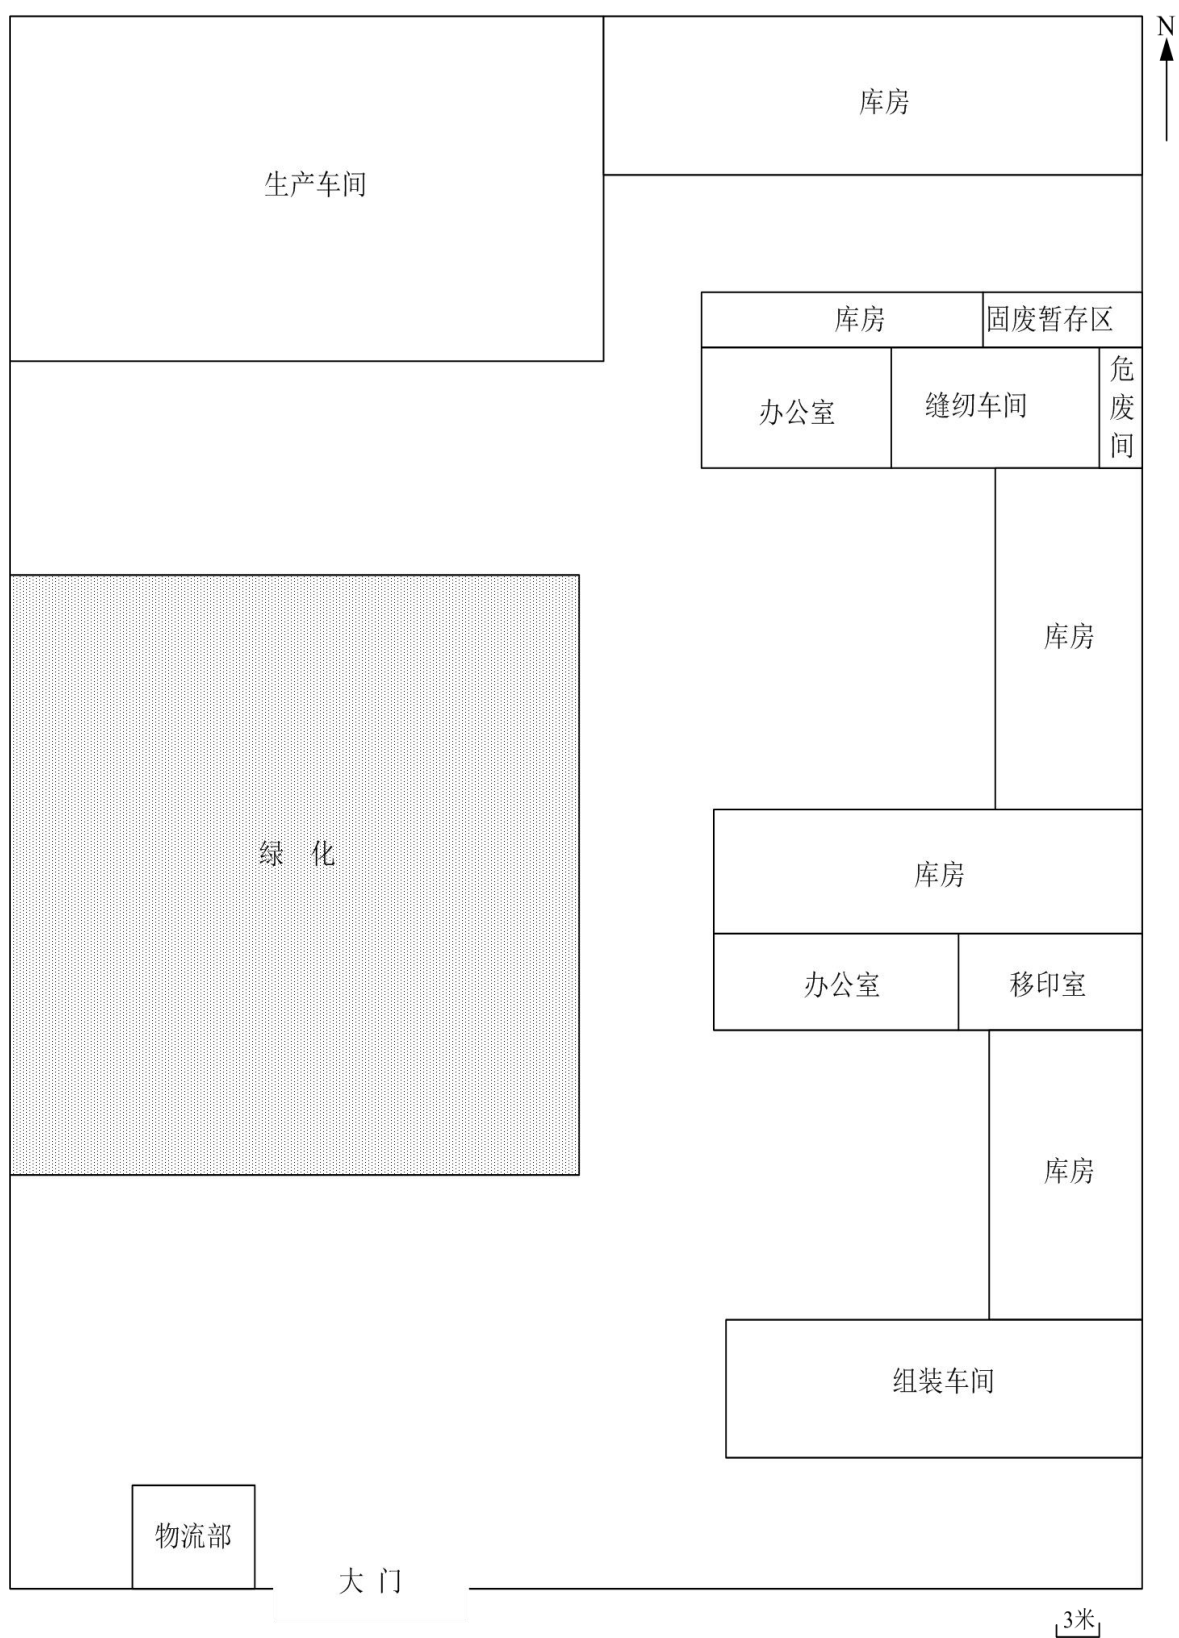 N
库房
生产车间
库房
固废暂存区
办公室
缝纫车间
危
废
间
库房
绿 化
库房
办公室
移印室
库房
组装车间
物流部
大 门
3米